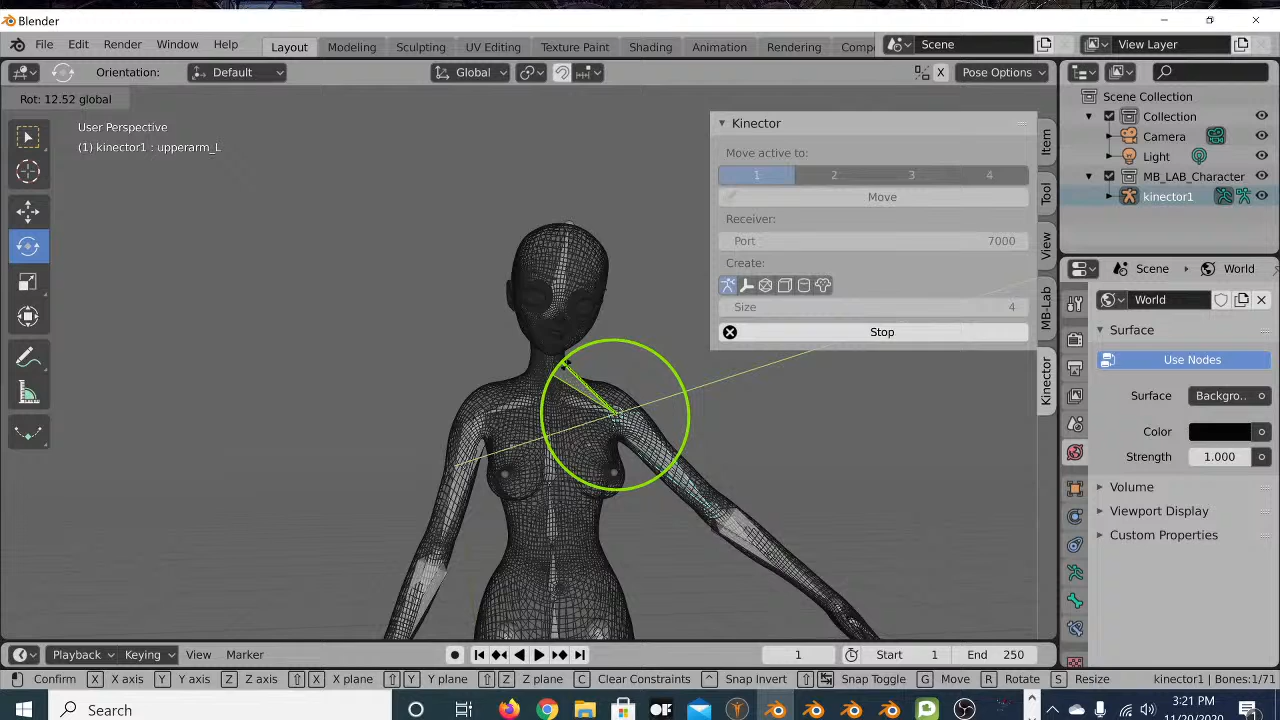 Blender
File Edit Render Window Help Layout Modeling Sculpting UV Editing Texture Paint Shading Animation Rendering Comp Scene View Layer
Orientation: Default Global X Pose Options
Rot: 12.52 global
User Perspective
(1) kinector1 : upperarm_L
Kinector
Move active to:
1 2 3 4
Move
Receiver:
Port 7000
Create:
Size 4
Stop
Item
Tool
View
MB-Lab
Kinector
Scene Collection
Collection
Camera
Light
MB_LAB_Character
kinector1
Scene World
World
Surface
Use Nodes
Surface Backgro..
Color
Strength 1.000
Volume
Viewport Display
Custom Properties
Playback Keying View Marker 1 Start 1 End 250
Confirm X X axis Y Y axis Z Z axis X X plane Y Y plane Z Z plane C Clear Constraints Snap Invert Snap Toggle G Move R Rotate S Resize kinector1 | Bones:1/71
Search
3:21 PM
11/20/2020